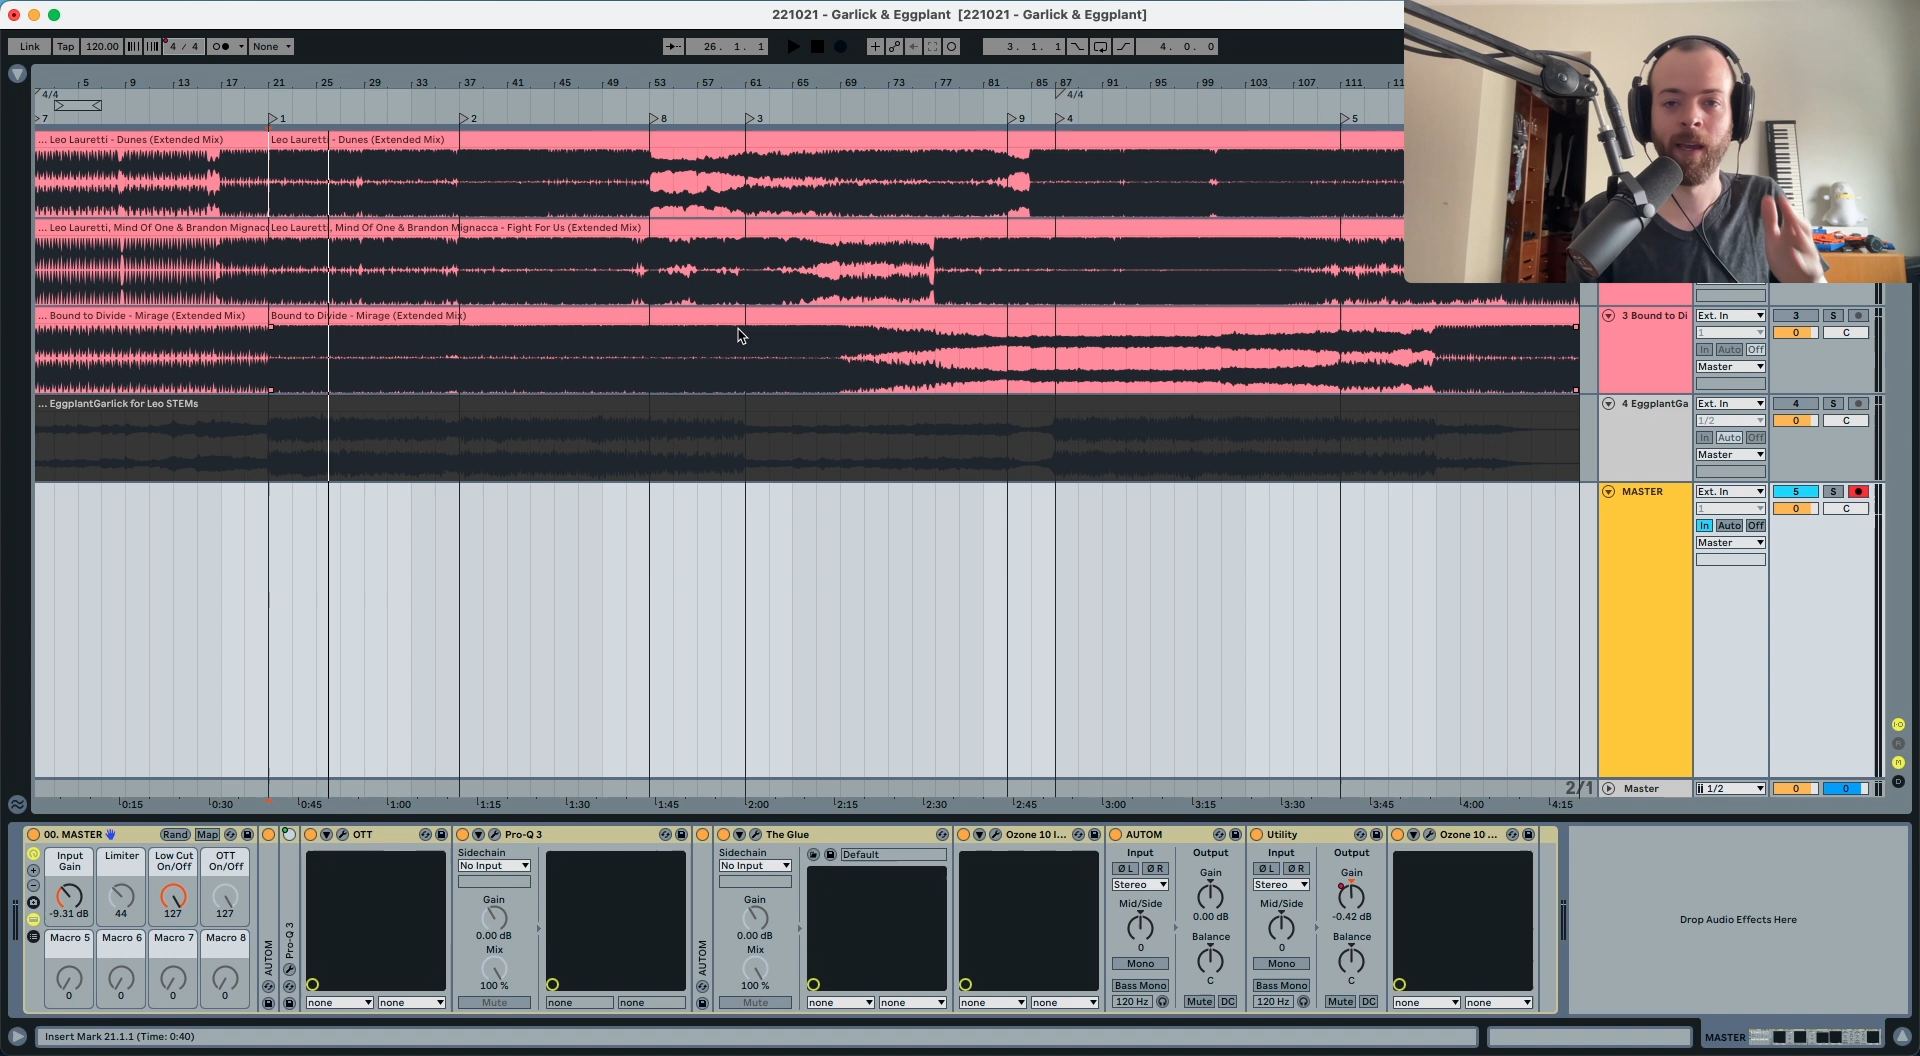 221021 - Garlick & Eggplant [221021 - Garlick & Eggplant]
Link Tap 120.00 4 / 4 None 26. 1. 1 3. 1. 1 4. 0. 0
5 9 13 17 21 25 29 33 37 41 45 49 53 57 61 65 69 73 77 81 85 87 91 95 99 103 107 111 11
4/4 4/4
7 1 2 8 3 9 4 5
... Leo Lauretti - Dunes (Extended Mix) Leo Lauretti - Dunes (Extended Mix)
... Leo Lauretti, Mind Of One & Brandon Mignacc Leo Lauretti, Mind Of One & Brandon Mignacca - Fight For Us (Extended Mix)
... Bound to Divide - Mirage (Extended Mix) Bound to Divide - Mirage (Extended Mix)
3 Bound to Di Ext. In 3 S
1 0 C
In Auto Off
Master
... EggplantGarlick for Leo STEMs
4 EggplantGa Ext. In 4 S
1/2 0 C
In Auto Off
Master
MASTER Ext. In 5 S
1 0 C
In Auto Off
Master
I·O
R
M
D
2/1 Master 1/2 0 0
0:15 0:30 0:45 1:00 1:15 1:30 1:45 2:00 2:15 2:30 2:45 3:00 3:15 3:30 3:45 4:00 4:15
00. MASTER Rand Map OTT Pro-Q 3 The Glue Ozone 10 I... AUTOM Utility Ozone 10 ...
Input Gain Limiter Low Cut On/Off OTT On/Off
-9.31 dB 44 127 127
Macro 5 Macro 6 Macro 7 Macro 8
0 0 0 0
AUTOM
Pro-Q 3
none none
Sidechain
No Input
Gain
0.00 dB
Mix
100 %
Mute
none none
AUTOM
Sidechain
No Input
Gain
0.00 dB
Mix
100 %
Mute
Default
none none
none none
Input Output
Ø L Ø R Gain
Stereo
Mid/Side 0.00 dB
0 Balance
Mono
C
Bass Mono
120 Hz Mute DC
Input Output
Ø L Ø R Gain
Stereo
Mid/Side -0.42 dB
0 Balance
Mono
C
Bass Mono
120 Hz Mute DC
none none
Drop Audio Effects Here
Insert Mark 21.1.1 (Time: 0:40)
MASTER